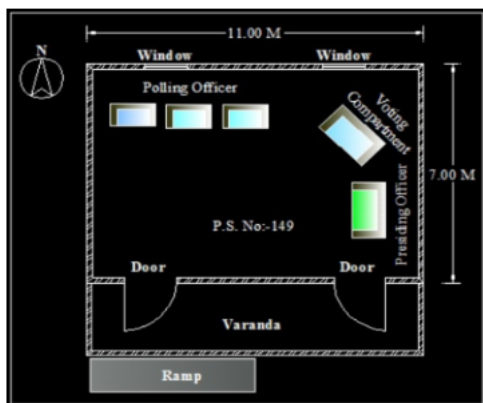 11.00 M
N
Window
Window
Polling Officer
Voting
Compartment
7.00 M
Presiding Officer
P.S. No:-149
Door
Door
Varanda
Ramp